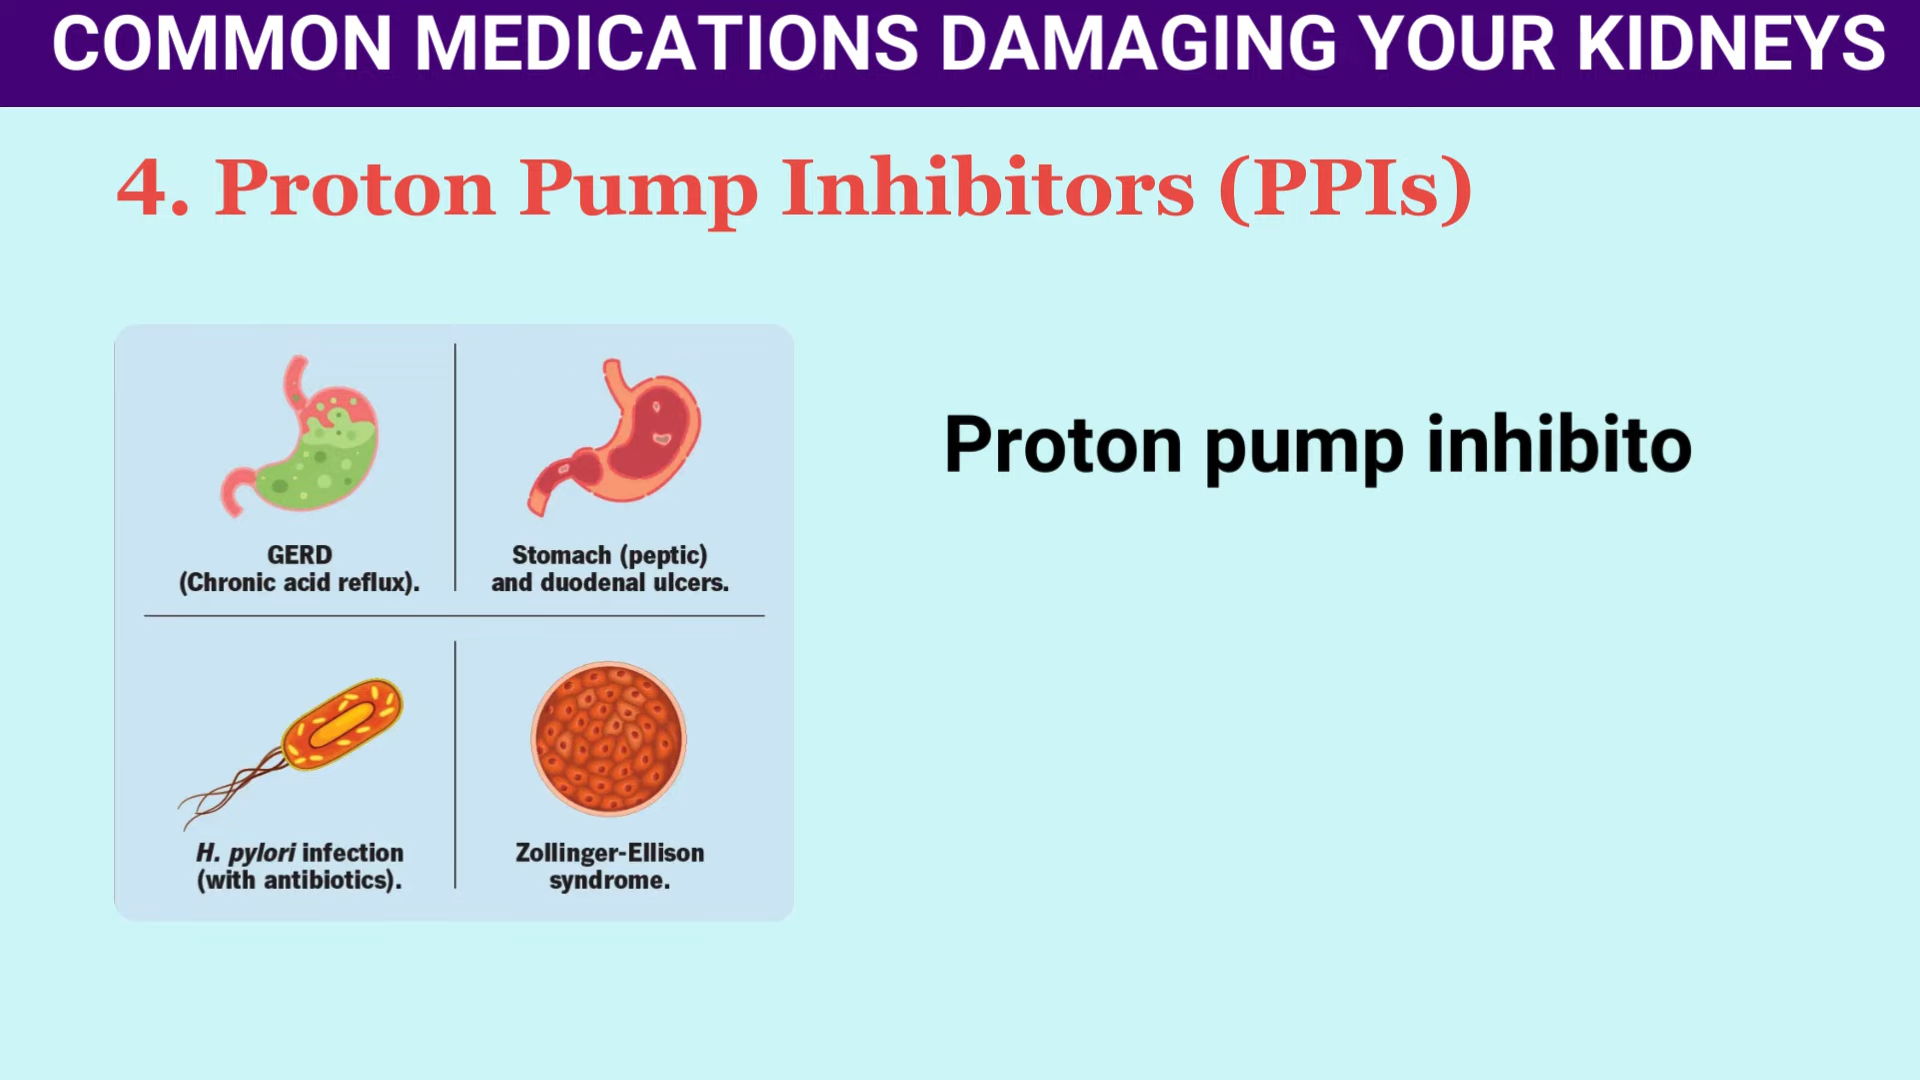 COMMON MEDICATIONS DAMAGING YOUR KIDNEYS
4. Proton Pump Inhibitors (PPIs)
GERD
(Chronic acid reflux).
Stomach (peptic)
and duodenal ulcers.
Proton pump inhibito
H. pylori infection
(with antibiotics).
Zollinger-Ellison
syndrome.